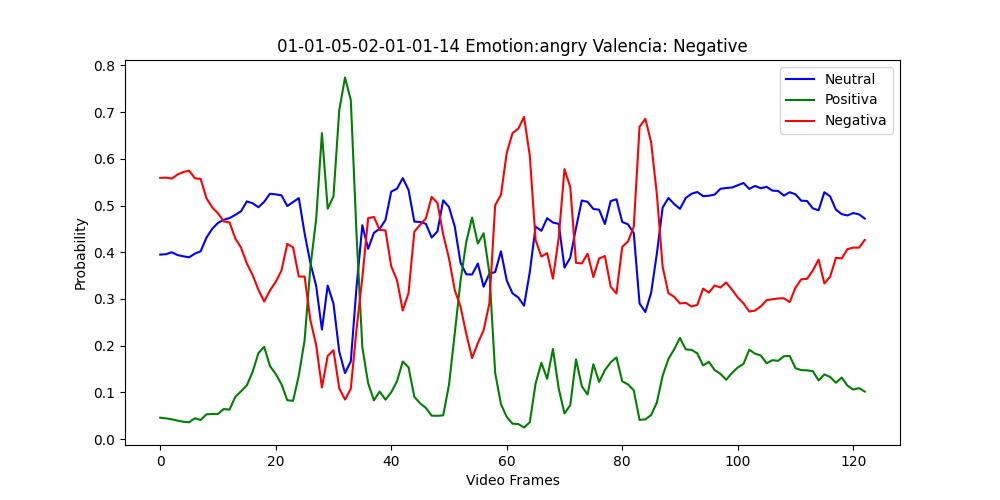 01-01-05-02-01-01-14 Emotion:angry Valencia: Negative
Neutral
Positiva
Negativa
0.8
0.7
0.6
0.5
0.4
0.3
0.2
0.1
0.0
Probability
0 20 40 60 80 100 120
Video Frames